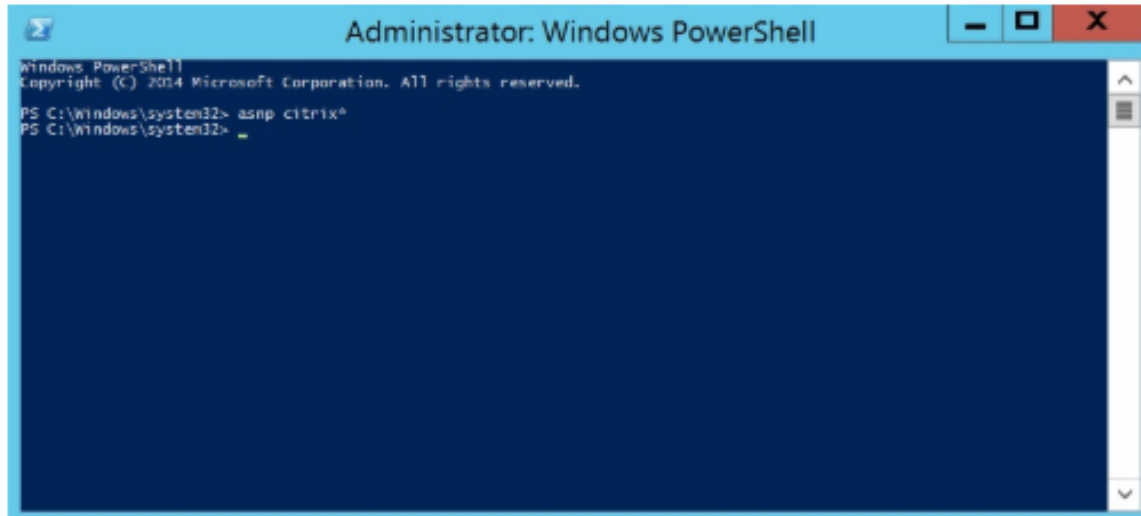 Administrator: Windows PowerShell
Windows PowerShell
Copyright (C) 2014 Microsoft Corporation. All rights reserved.
PS C:\Windows\system32> asnp citrix*
PS C:\Windows\system32> _